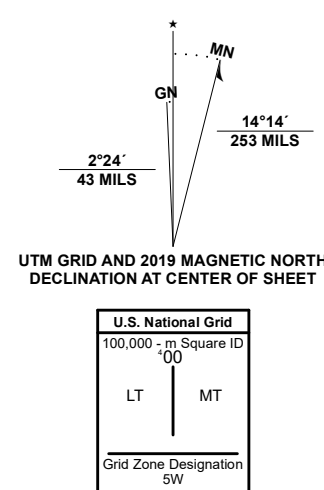 ★
MN
GN
14°14´
253 MILS
2°24´
43 MILS
UTM GRID AND 2019 MAGNETIC NORTH
DECLINATION AT CENTER OF SHEET
U.S. National Grid
100,000 - m Square ID
⁴00
LT MT
Grid Zone Designation
5W